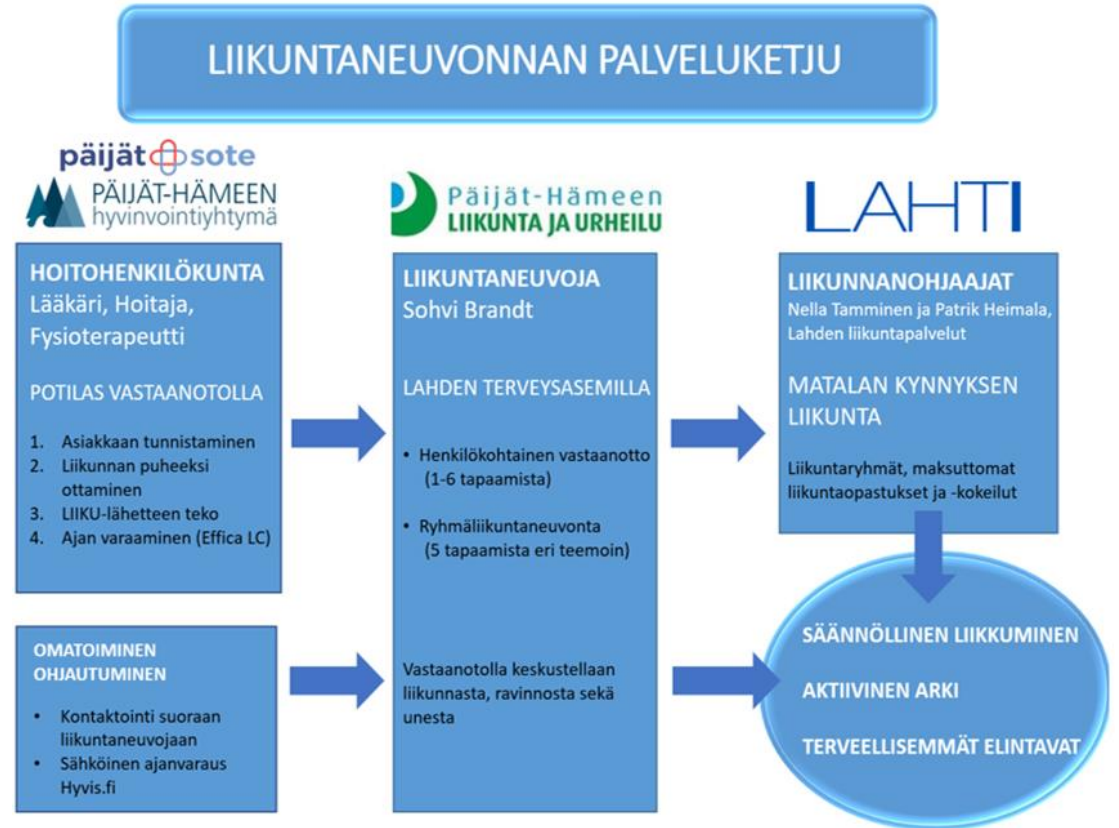 LIIKUNTANEUVONNAN PALVELUKETJU
päijät sote
PÄIJÄT-HÄMEEN
hyvinvointiyhtymä
HOITOHENKILÖKUNTA
Lääkäri, Hoitaja,
Fysioterapeutti
POTILAS VASTAANOTOLLA
1. Asiakkaan tunnistaminen
2. Liikunnan puheeksi
ottaminen
3. LIIKU-lähetteen teko
4. Ajan varaaminen (Effica LC)
OMATOIMINEN
OHJAUTUMINEN
• Kontaktointi suoraan
liikuntaneuvojaan
• Sähköinen ajanvaraus
Hyvis.fi
Päijät-Hämeen
LIIKUNTA JA URHEILU
LIIKUNTANEUVOJA
Sohvi Brandt
LAHDEN TERVEYSASEMILLA
• Henkilökohtainen vastaanotto
(1-6 tapaamista)
• Ryhmäliikuntaneuvonta
(5 tapaamista eri teemoin)
Vastaanotolla keskustellaan
liikunnasta, ravinnosta sekä
unesta
LAHTI
LIIKUNNANOHJAAJAT
Nella Tamminen ja Patrik Heimala,
Lahden liikuntapalvelut
MATALAN KYNNYKSEN
LIIKUNTA
Liikuntaryhmät, maksuttomat
liikuntaopastukset ja -kokeilut
SÄÄNNÖLLINEN LIIKKUMINEN
AKTIIVINEN ARKI
TERVEELLISEMMÄT ELINTAVAT